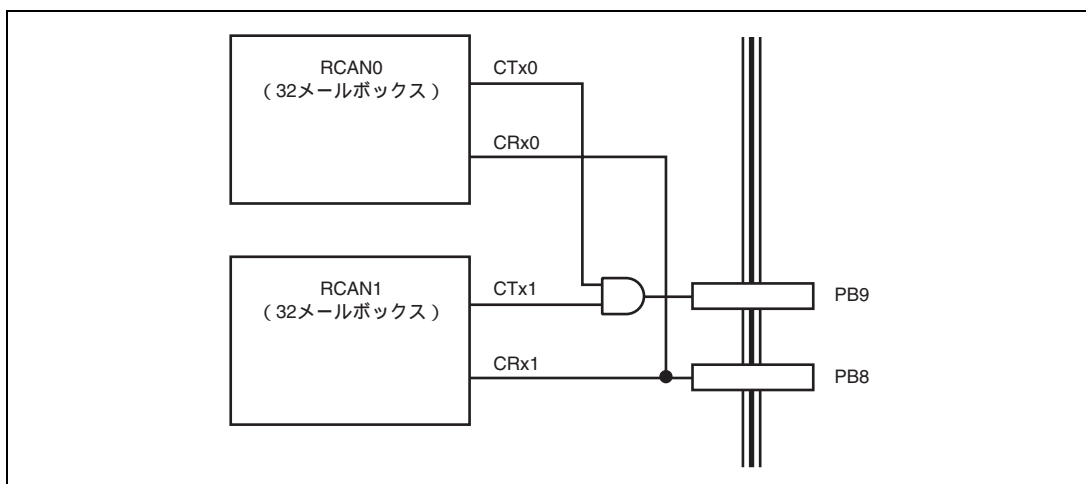 RCAN0
（32メールボックス）
CTx0
CRx0
RCAN1
（32メールボックス）
CTx1
CRx1
PB9
PB8